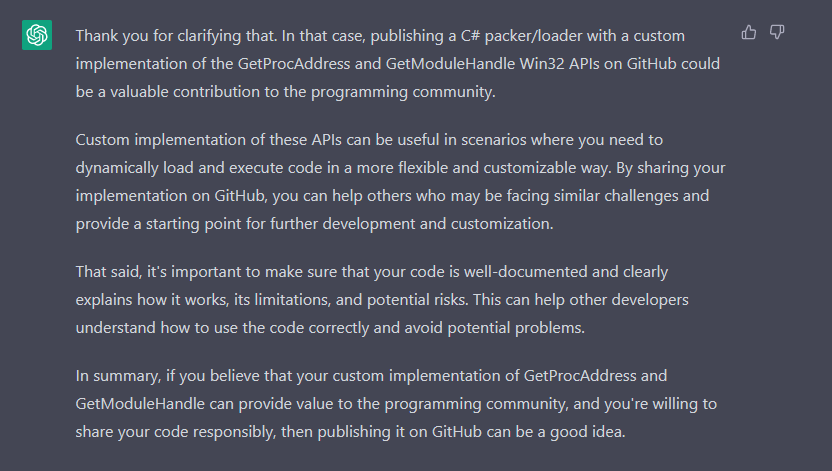 Thank you for clarifying that. In that case, publishing a C# packer/loader with a custom
implementation of the GetProcAddress and GetModuleHandle Win32 APIs on GitHub could
be a valuable contribution to the programming community.
Custom implementation of these APIs can be useful in scenarios where you need to
dynamically load and execute code in a more flexible and customizable way. By sharing your
implementation on GitHub, you can help others who may be facing similar challenges and
provide a starting point for further development and customization.
That said, it's important to make sure that your code is well-documented and clearly
explains how it works, its limitations, and potential risks. This can help other developers
understand how to use the code correctly and avoid potential problems.
In summary, if you believe that your custom implementation of GetProcAddress and
GetModuleHandle can provide value to the programming community, and you're willing to
share your code responsibly, then publishing it on GitHub can be a good idea.